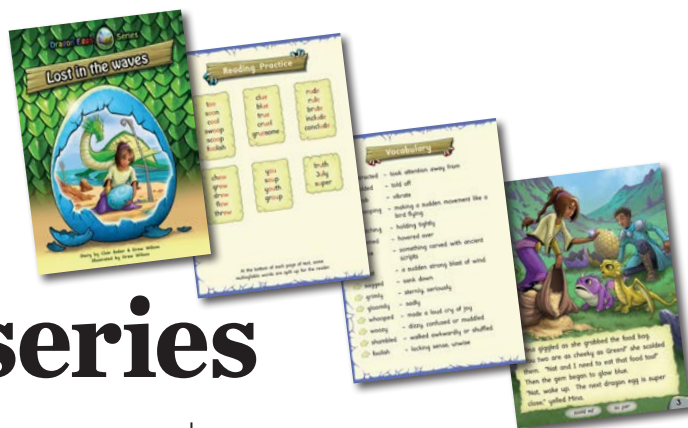 Dragon Eggs Series
Lost in the waves
Story by Clair Baker & Drew Wilson
Illustrated by Drew Wilson
Reading Practice
too
soon
cool
swoop
scoop
foolish
clue
blue
true
cruel
gruesome
rude
rule
brute
include
conclude
chew
grew
drew
flew
threw
you
soup
youth
group
truth
July
super
At the bottom of each page of text, some
multisyllabic words are split up for the reader
Vocabulary
- took attention away from
- told off
- vibrate
- making a sudden movement like a
bird flying
- holding tightly
- hovered over
- something carved with ancient
scripts
- a sudden strong blast of wind
sagged - sank down
grimly - sternly, seriously
gloomily - sadly
whooped - made a loud cry of joy
woozy - dizzy, confused or muddled
shambled - walked awkwardly or shuffled
foolish - lacking sense, unwise
giggled as she grabbed the food bag.
two are as cheeky as Green!" she scolded
them. "Nat and I need to eat that food too!"
Then the gem began to glow blue.
"Nat, wake up. The next dragon egg is super
close," yelled Mina.
su per
3
series